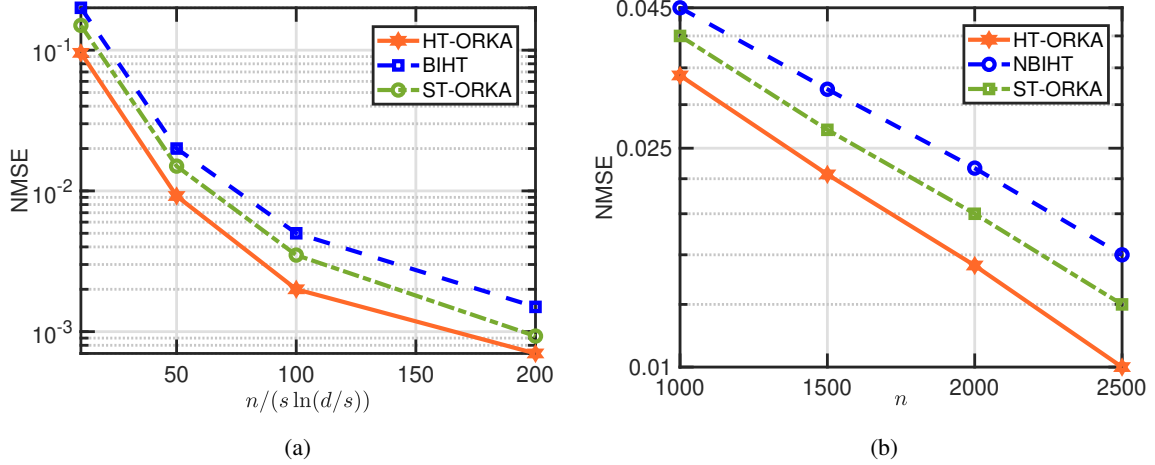 10^-1
10^-2
10^-3
NMSE
HT-ORKA
BIHT
ST-ORKA
50 100 150 200
n/(s ln(d/s))
(a)
0.045
0.025
0.01
NMSE
HT-ORKA
NBIHT
ST-ORKA
1000 1500 2000 2500
n
(b)